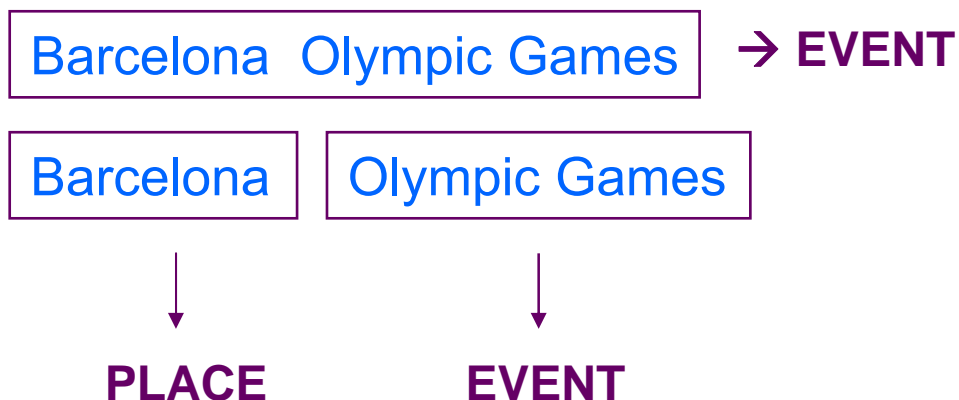 Barcelona Olympic Games → EVENT
Barcelona Olympic Games
PLACE EVENT